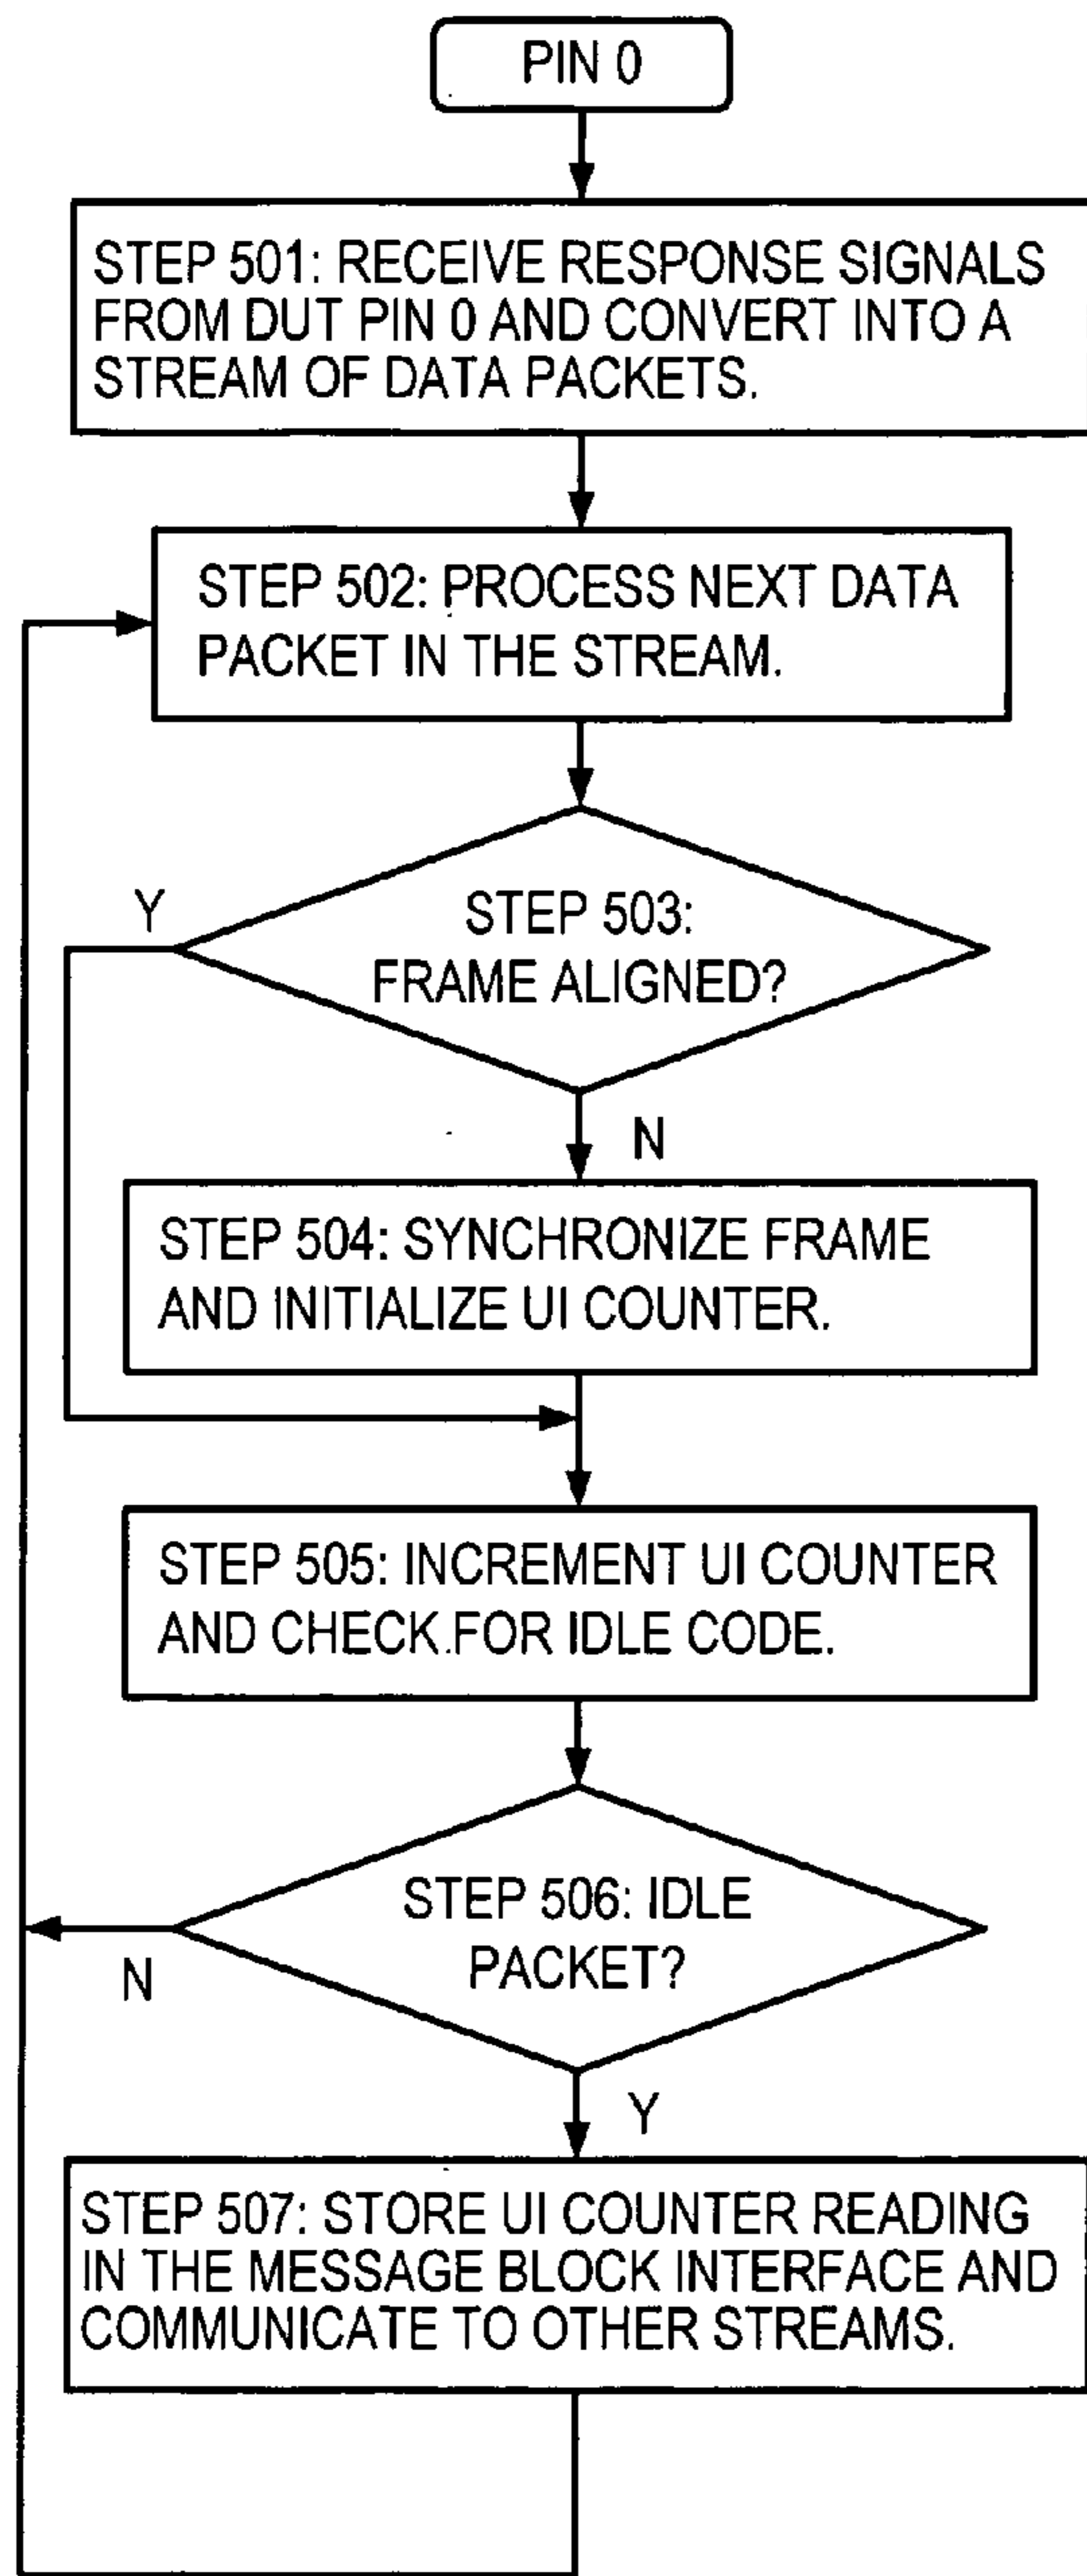 PIN 0
STEP 501: RECEIVE RESPONSE SIGNALS
FROM DUT PIN 0 AND CONVERT INTO A
STREAM OF DATA PACKETS.
STEP 502: PROCESS NEXT DATA
PACKET IN THE STREAM.
Y
STEP 503:
FRAME ALIGNED?
N
STEP 504: SYNCHRONIZE FRAME
AND INITIALIZE UI COUNTER.
STEP 505: INCREMENT UI COUNTER
AND CHECK FOR IDLE CODE.
STEP 506: IDLE
PACKET?
N
Y
STEP 507: STORE UI COUNTER READING
IN THE MESSAGE BLOCK INTERFACE AND
COMMUNICATE TO OTHER STREAMS.